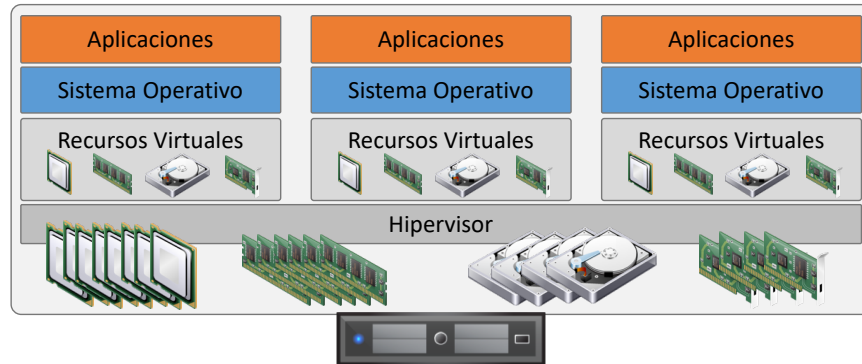 Aplicaciones
Aplicaciones
Aplicaciones
Sistema Operativo
Sistema Operativo
Sistema Operativo
Recursos Virtuales
Recursos Virtuales
Recursos Virtuales
Hipervisor